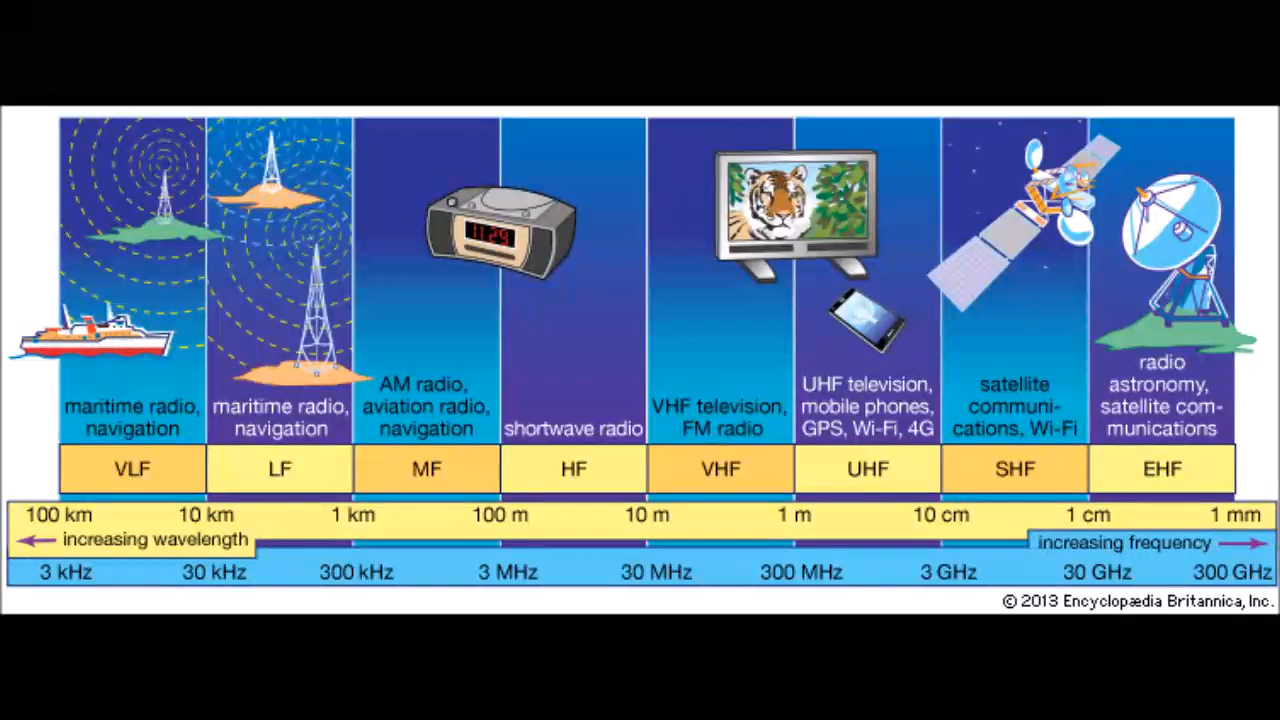 11:29
maritime radio,
navigation
maritime radio,
navigation
AM radio,
aviation radio,
navigation
shortwave radio
VHF television,
FM radio
UHF television,
mobile phones,
GPS, Wi-Fi, 4G
satellite
communi-
cations, Wi-Fi
radio
astronomy,
satellite com-
munications
VLF LF MF HF VHF UHF SHF EHF
100 km 10 km 1 km 100 m 10 m 1 m 10 cm 1 cm 1 mm
increasing wavelength increasing frequency
3 kHz 30 kHz 300 kHz 3 MHz 30 MHz 300 MHz 3 GHz 30 GHz 300 GHz
© 2013 Encyclopædia Britannica, Inc.